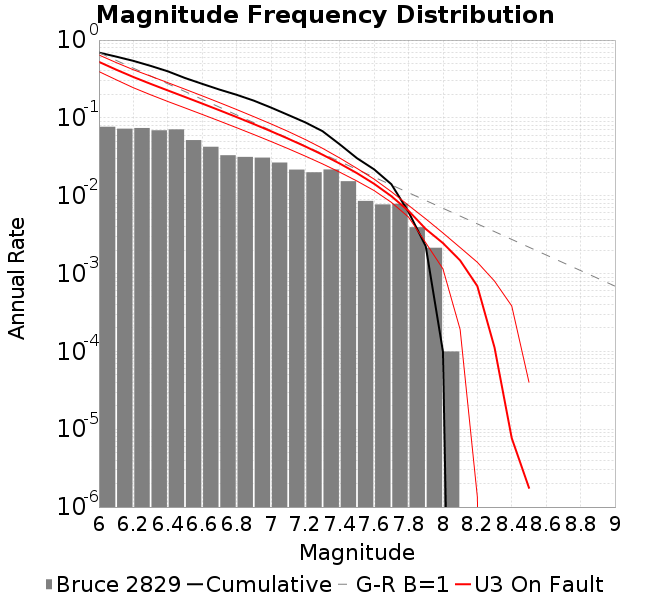 Magnitude Frequency Distribution
10^0
10^-1
10^-2
10^-3
10^-4
10^-5
10^-6
Annual Rate
6 6.2 6.4 6.6 6.8 7 7.2 7.4 7.6 7.8 8 8.2 8.4 8.6 8.8 9
Magnitude
Bruce 2829 Cumulative G-R B=1 U3 On Fault